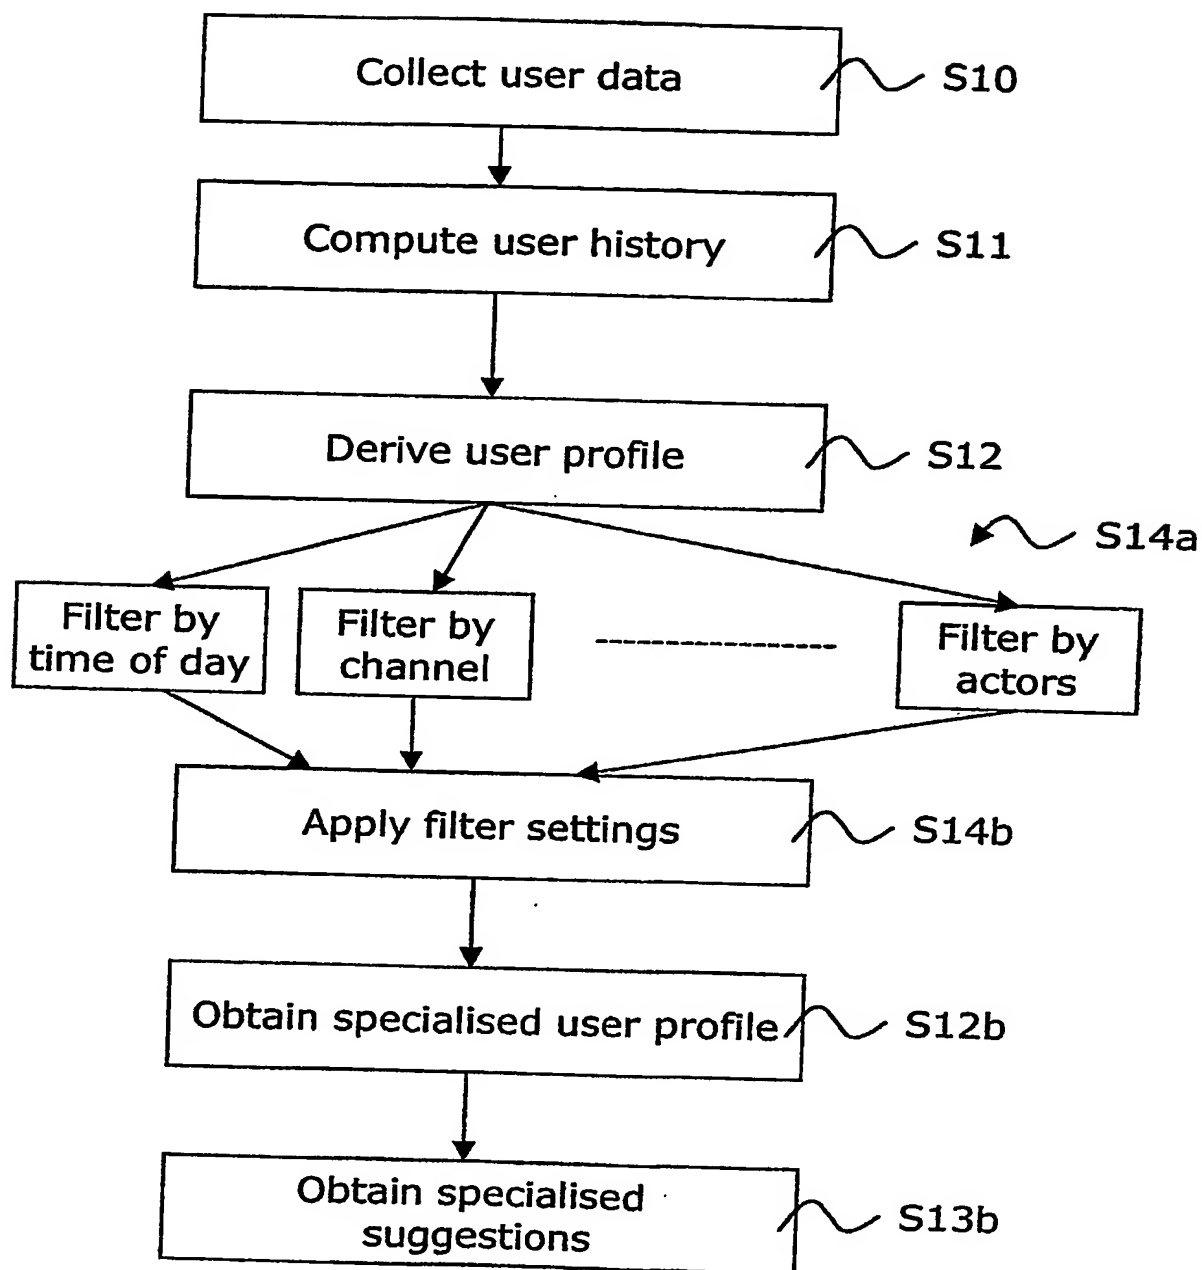 Collect user data
S10
Compute user history
S11
Derive user profile
S12
S14a
Filter by
time of day
Filter by
channel
Filter by
actors
Apply filter settings
S14b
Obtain specialised user profile
S12b
Obtain specialised
suggestions
S13b